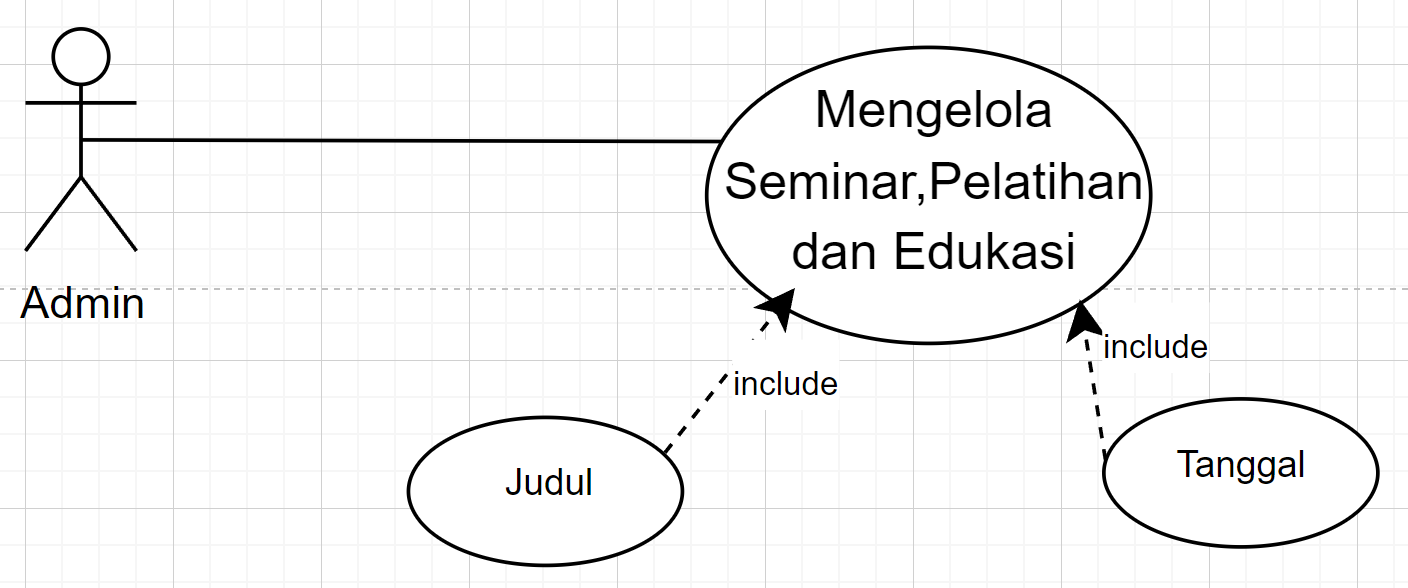 Mengelola
Seminar,Pelatihan
dan Edukasi
Admin
include
include
Judul
Tanggal